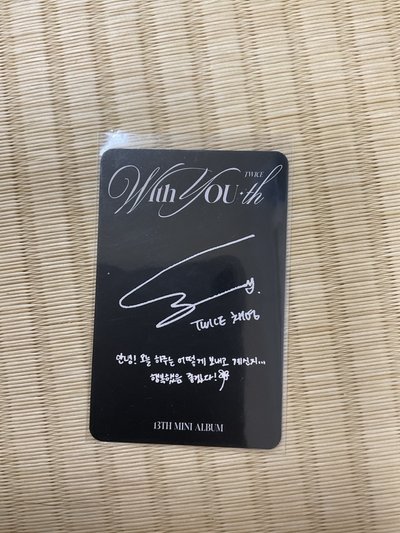 TWICE
With YOU-th
TWICE 채영
안녕! 오늘 하루는 어떻게 보내고 계신지...
행복했음 좋겠다!
13TH MINI ALBUM